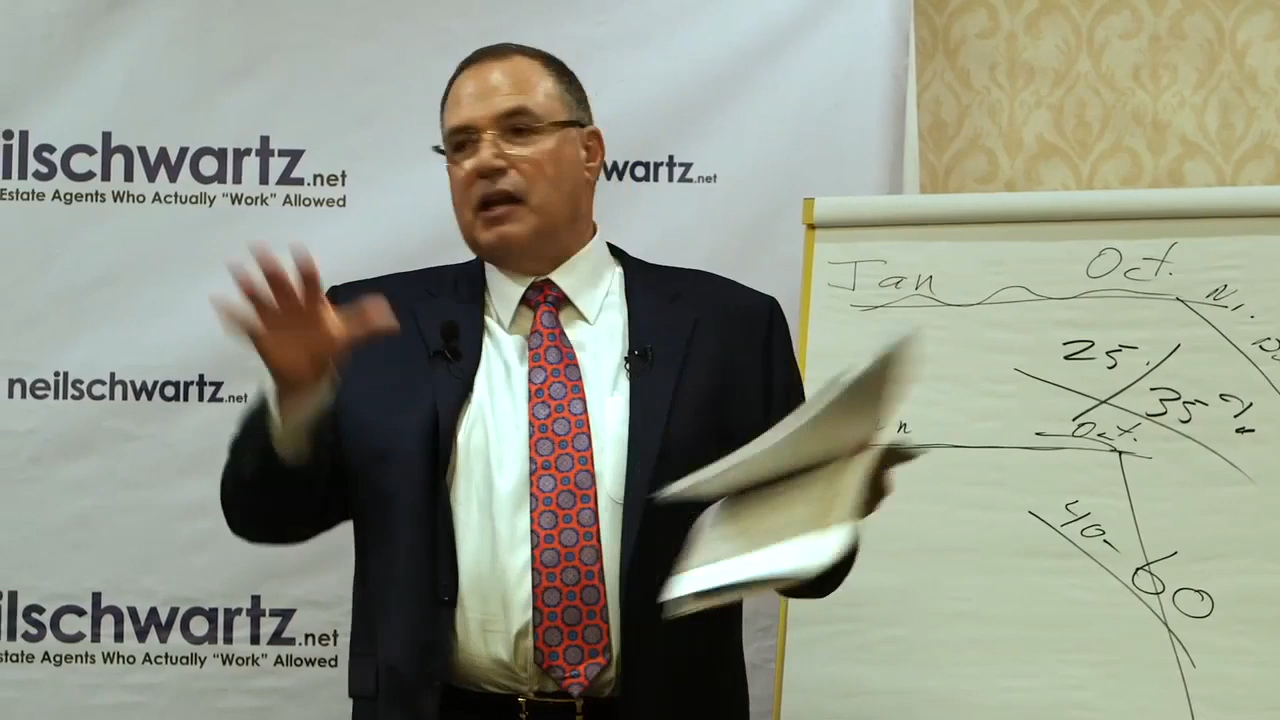 ilschwartz.net
Estate Agents Who Actually "Work" Allowed
wartz.net
neilschwartz.net
ilschwartz.net
state Agents Who Actually "Work" Allowed
Jan Oct.
25
35%
n Oct.
40-
60